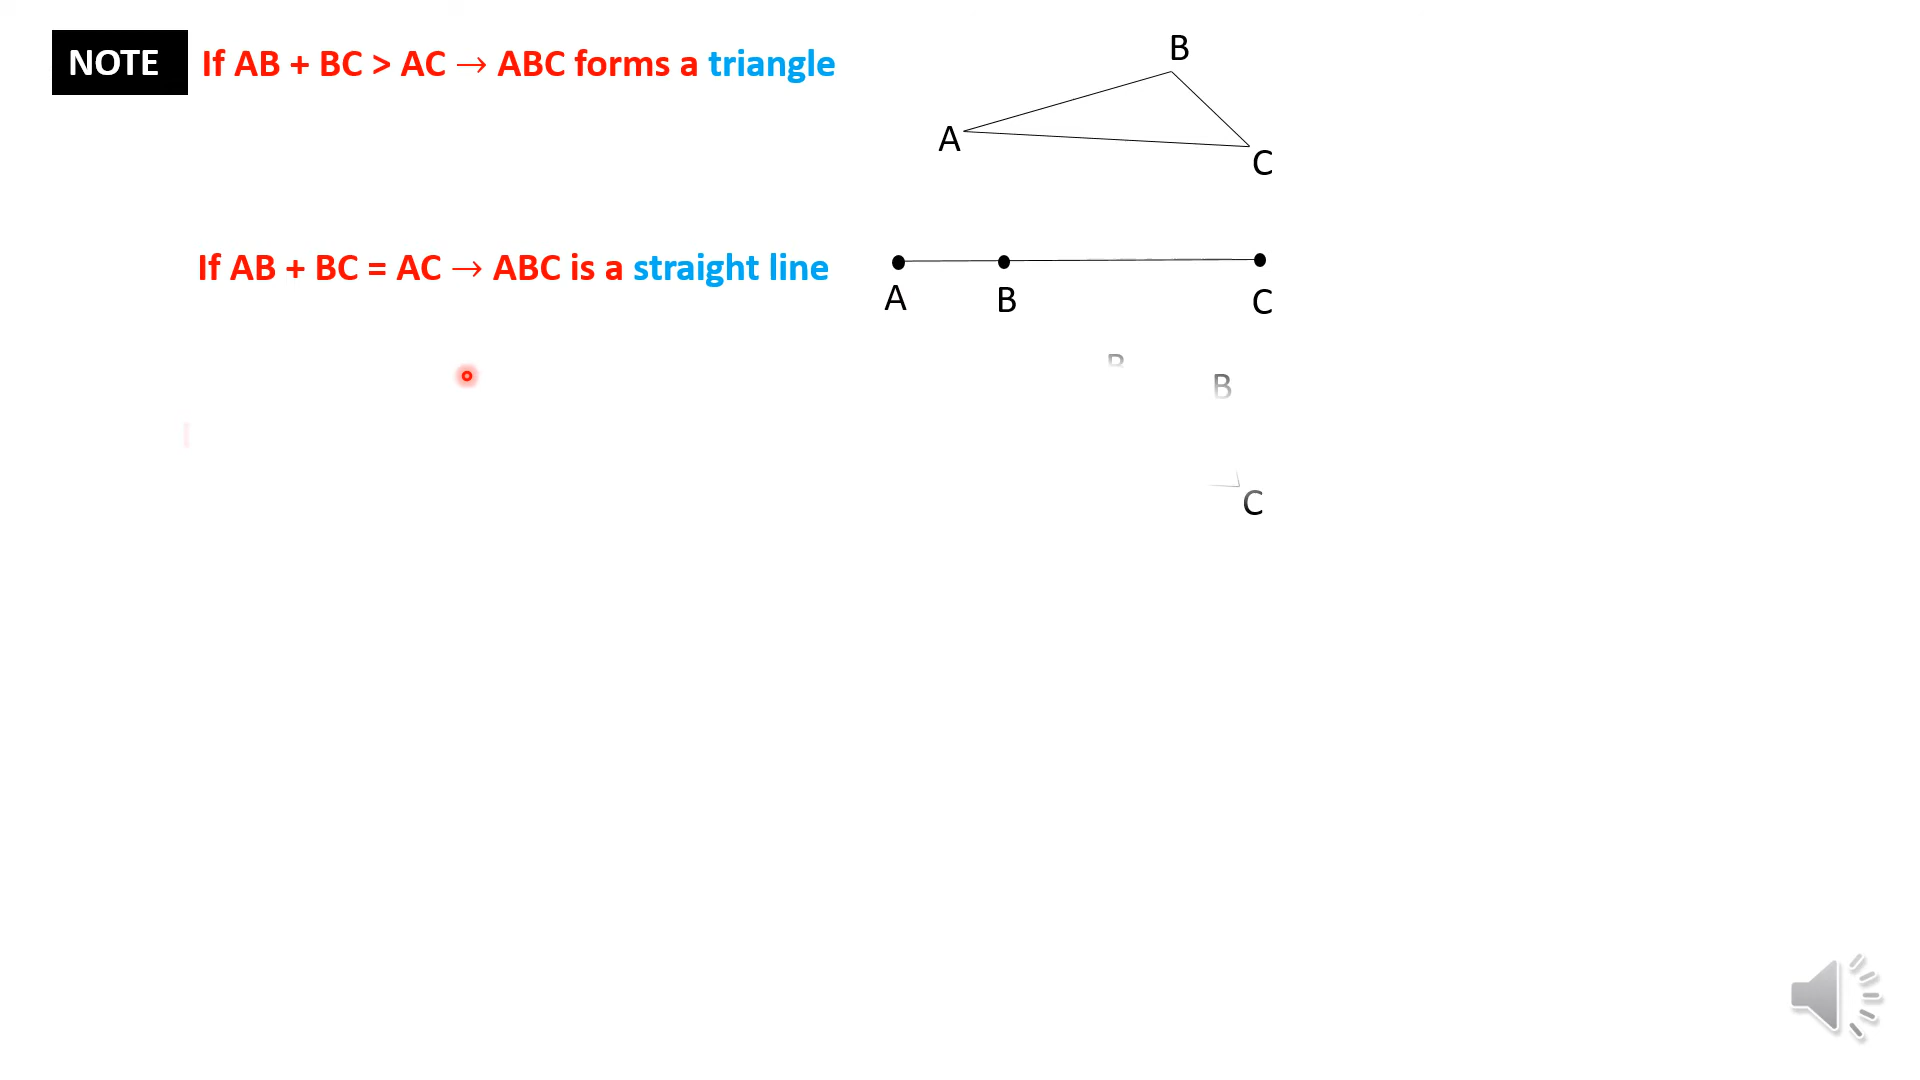 NOTE If AB + BC > AC → ABC forms a triangle
B
A
C
If AB + BC = AC → ABC is a straight line
A B C
B
C